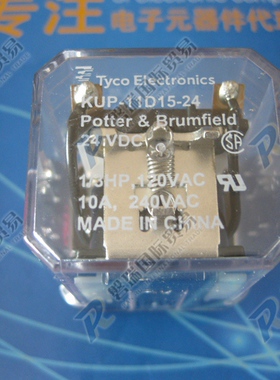 专注
电子元器件特代
Tyco Electronics
KUP-11D15-24
Potter & Brumfield
24VDC
1/3HP, 120VAC
10A, 240VAC
MADE IN CHINA